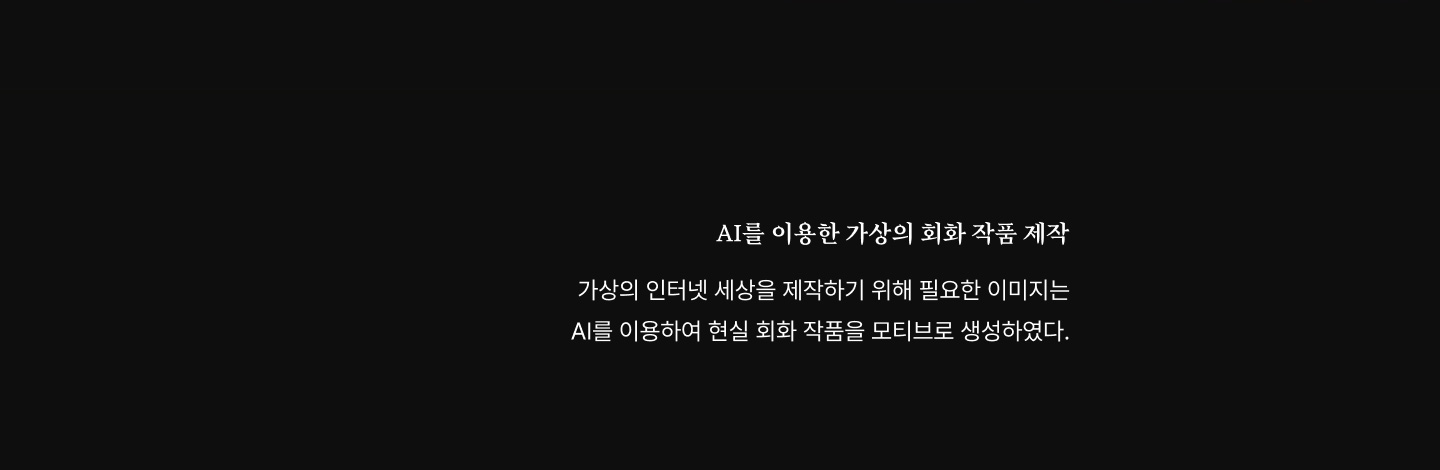 AI를 이용한 가상의 회화 작품 제작
가상의 인터넷 세상을 제작하기 위해 필요한 이미지는
AI를 이용하여 현실 회화 작품을 모티브로 생성하였다.